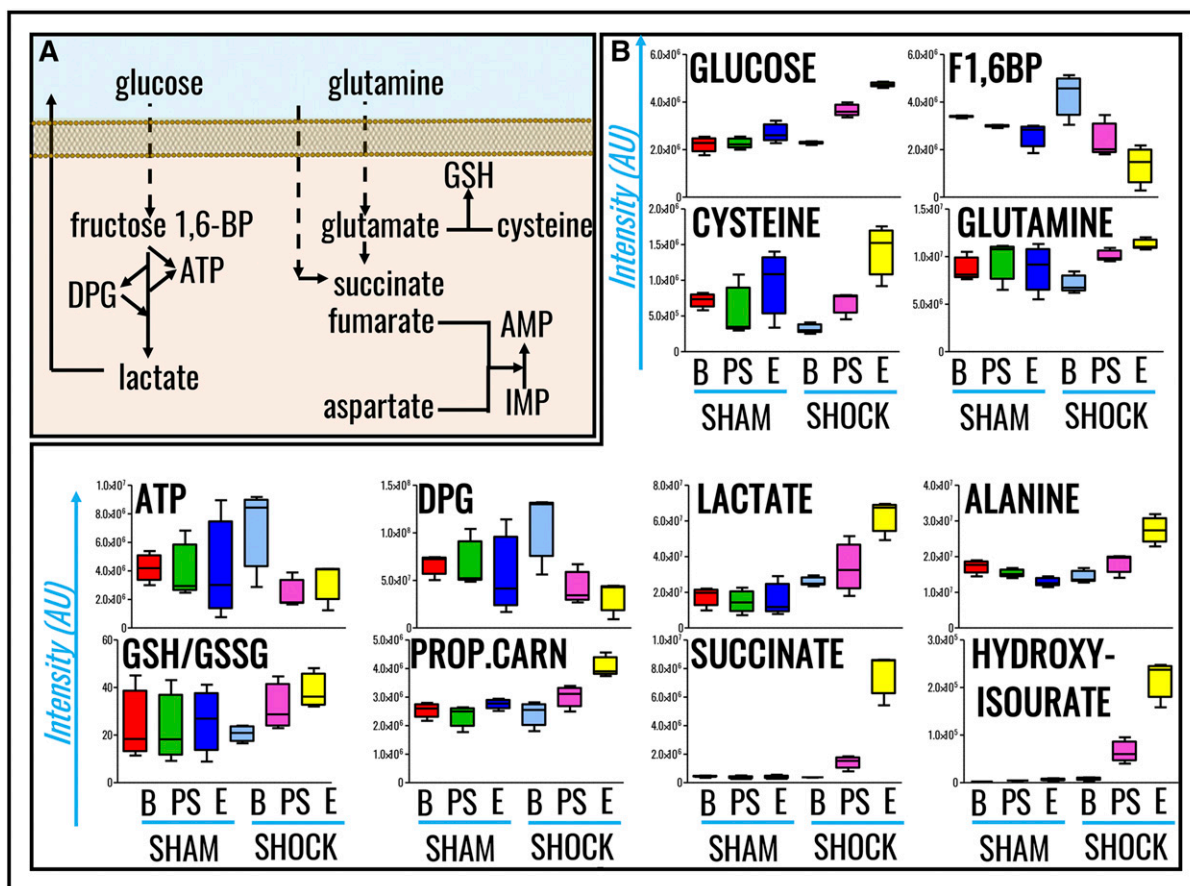 A
glucose
glutamine
GSH
fructose 1,6-BP
glutamate
cysteine
ATP
DPG
succinate
fumarate
AMP
lactate
aspartate
IMP
B
Intensity (AU)
GLUCOSE
6.0x10⁶
4.0x10⁶
2.0x10⁶
0
F1,6BP
6.0x10⁶
4.0x10⁶
2.0x10⁶
0
CYSTEINE
2.0x10⁶
1.5x10⁶
1.0x10⁶
5.0x10⁵
0
GLUTAMINE
1.5x10⁷
1.0x10⁷
5.0x10⁶
0
B PS E B PS E
SHAM SHOCK
B PS E B PS E
SHAM SHOCK
Intensity (AU)
ATP
1.0x10⁷
8.0x10⁶
6.0x10⁶
4.0x10⁶
2.0x10⁶
0
DPG
1.5x10⁸
1.0x10⁸
5.0x10⁷
0
LACTATE
8.0x10⁷
6.0x10⁷
4.0x10⁷
2.0x10⁷
0
ALANINE
4.0x10⁷
3.0x10⁷
2.0x10⁷
1.0x10⁷
0
GSH/GSSG
60
40
20
0
PROP.CARN
5.0x10⁶
4.0x10⁶
3.0x10⁶
2.0x10⁶
1.0x10⁶
0
SUCCINATE
1.0x10⁷
8.0x10⁶
6.0x10⁶
4.0x10⁶
2.0x10⁶
0
HYDROXY-
ISOURATE
3.0x10⁵
2.0x10⁵
1.0x10⁵
0
B PS E B PS E
SHAM SHOCK
B PS E B PS E
SHAM SHOCK
B PS E B PS E
SHAM SHOCK
B PS E B PS E
SHAM SHOCK